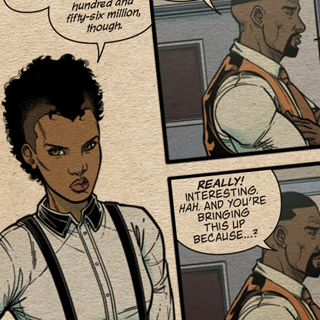 hundred and
fifty-six million,
though.
REALLY!
INTERESTING.
HAH. AND YOU'RE
BRINGING
THIS UP
BECAUSE...?